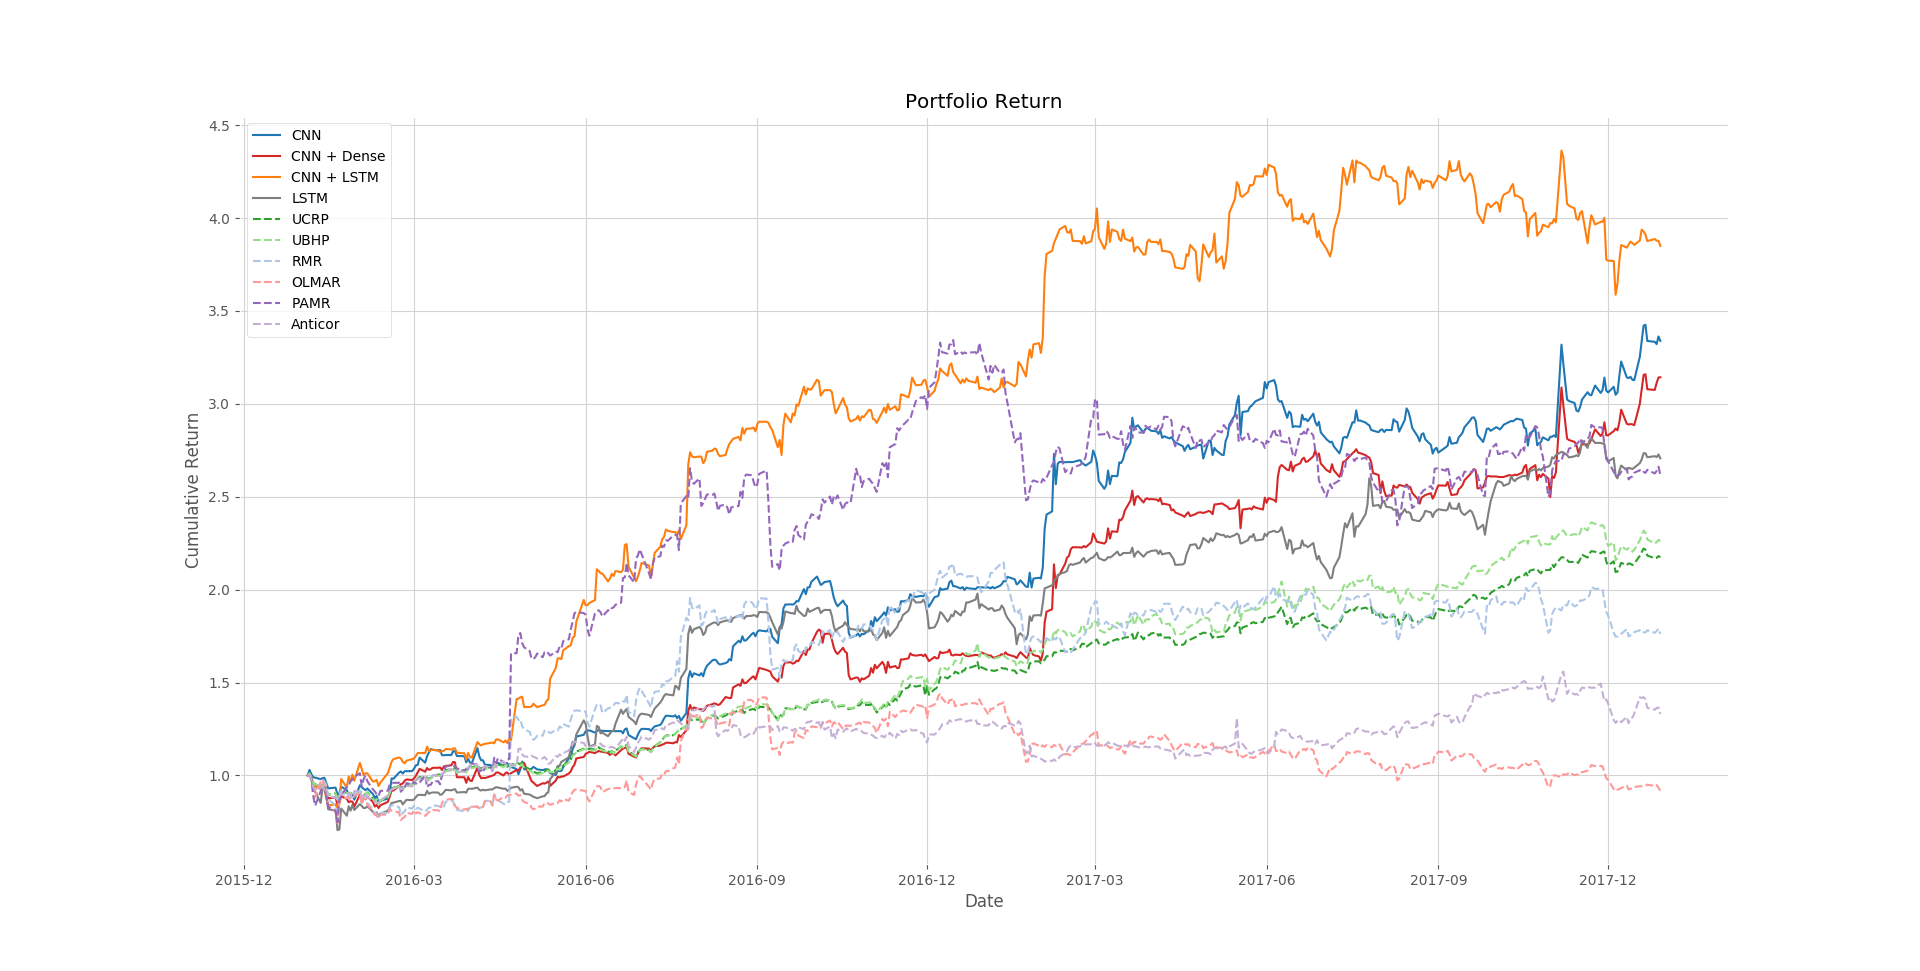 Portfolio Return
4.5
4.0
3.5
3.0
2.5
2.0
1.5
1.0
Cumulative Return
CNN
CNN + Dense
CNN + LSTM
LSTM
UCRP
UBHP
RMR
OLMAR
PAMR
Anticor
2015-12 2016-03 2016-06 2016-09 2016-12 2017-03 2017-06 2017-09 2017-12
Date